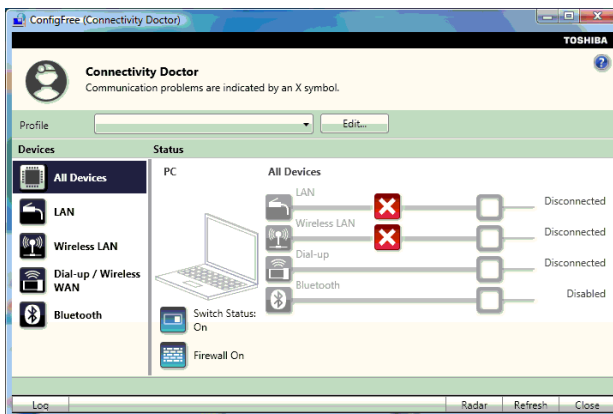 ConfigFree (Connectivity Doctor)
TOSHIBA
Connectivity Doctor
Communication problems are indicated by an X symbol.
Profile
Edit...
Devices
Status
All Devices
LAN
Wireless LAN
Dial-up / Wireless
WAN
Bluetooth
PC
Switch Status:
On
Firewall On
All Devices
LAN
Disconnected
Wireless LAN
Disconnected
Dial-up
Disconnected
Bluetooth
Disabled
Log
Radar
Refresh
Close